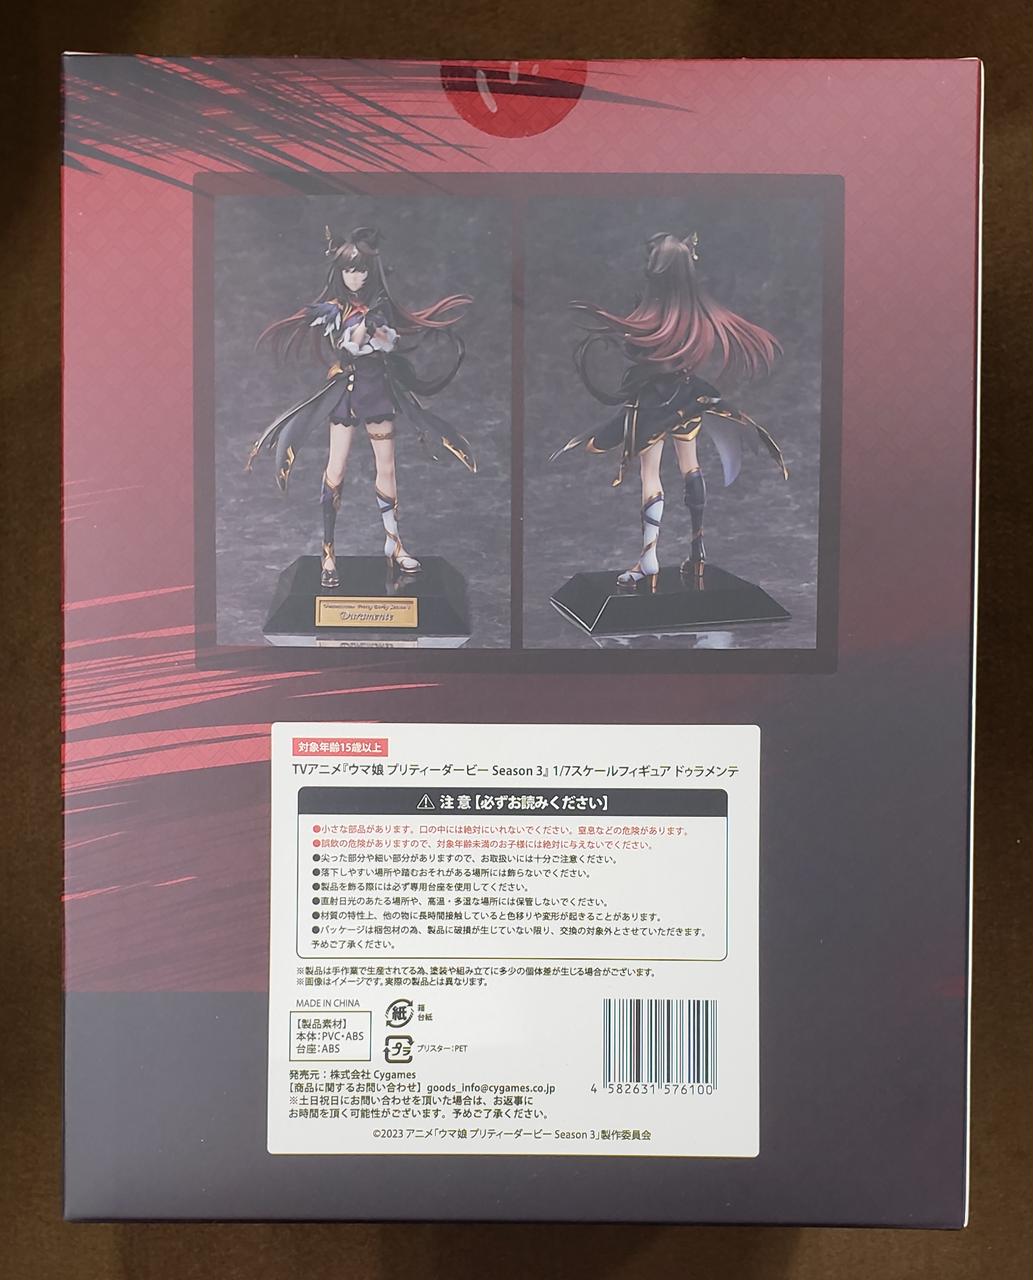 Duramente
対象年齢15歳以上
TVアニメ『ウマ娘 プリティーダービー Season 3』 1/7スケールフィギュア ドゥラメンテ
⚠ 注意【必ずお読みください】
●小さな部品があります。口の中には絶対にいれないでください。窒息などの危険があります。
●誤飲の危険がありますので、対象年齢未満のお子様には絶対に与えないでください。
●尖った部分や細い部分がありますので、お取扱いには十分ご注意ください。
●落下しやすい場所や踏むおそれがある場所には飾らないでください。
●製品を飾る際には必ず専用台座を使用してください。
●直射日光のあたる場所や、高温・多湿な場所には保管しないでください。
●材質の特性上、他の物に長時間接触していると色移りや変形が起きることがあります。
●パッケージは梱包材の為、製品に破損が生じていない限り、交換の対象外とさせていただきます。
予めご了承ください。
※製品は手作業で生産されてる為、塗装や組み立てに多少の個体差が生じる場合がございます。
※画像はイメージです。実際の製品とは異なります。
MADE IN CHINA
【製品素材】
本体：PVC・ABS
台座：ABS
紙
箱
台紙
プラ
ブリスター：PET
発売元：株式会社 Cygames
【商品に関するお問い合わせ】 goods_info@cygames.co.jp
※土日祝日にお問い合わせを頂いた場合は、お返事に
お時間を頂く可能性がございます。予めご了承ください。
4 582631 576100
©2023 アニメ「ウマ娘 プリティーダービー Season 3」製作委員会